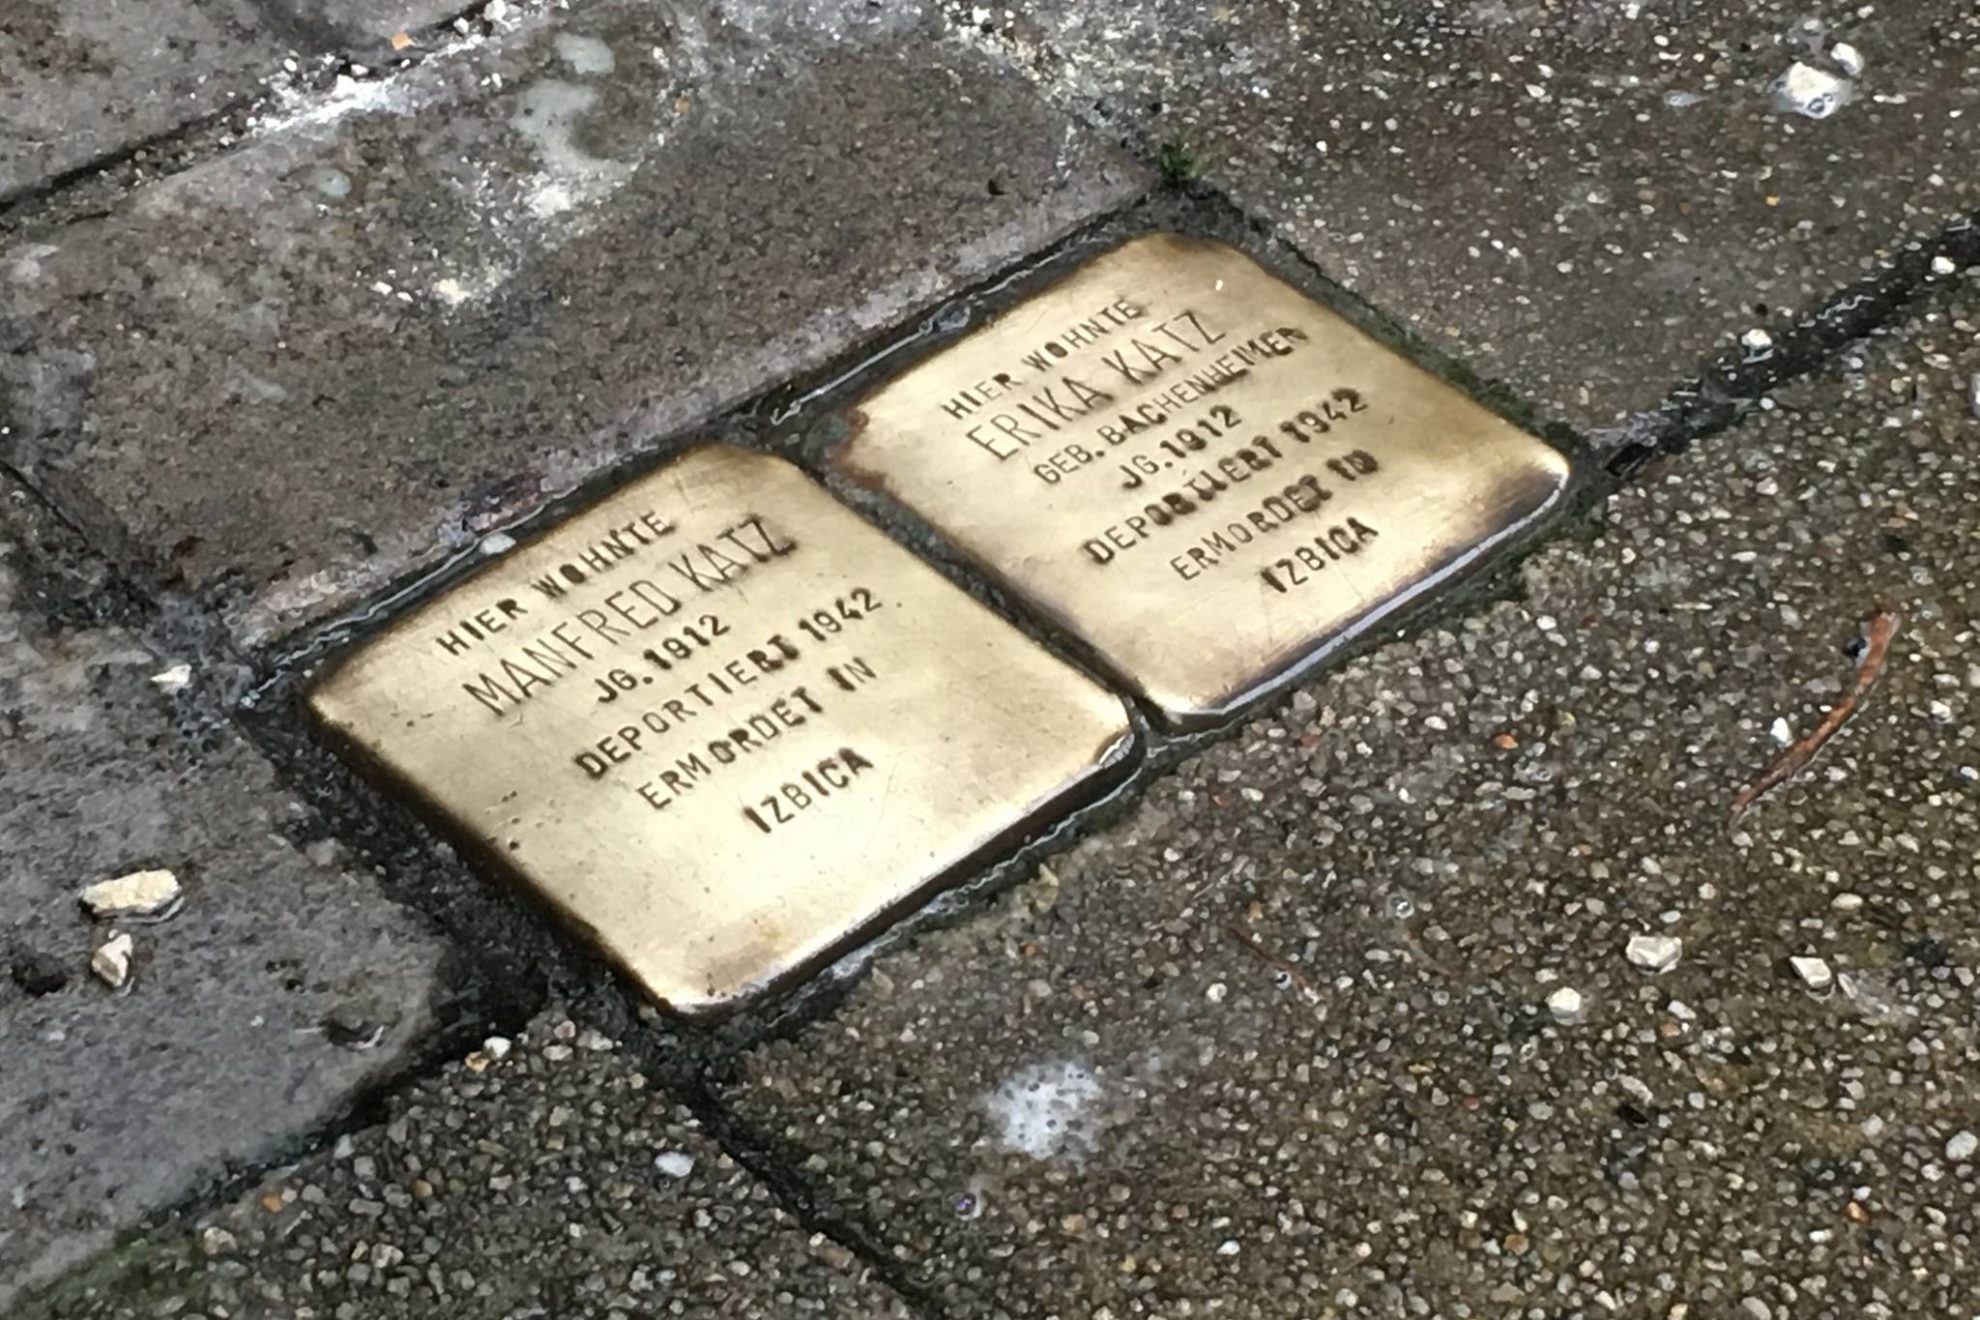 HIER WOHNTE
MANFRED KATZ
JG. 1912
DEPORTIERT 1942
ERMORDET IN
IZBICA
HIER WOHNTE
ERIKA KATZ
GEB. BACHENHEIMER
JG. 1912
DEPORTIERT 1942
ERMORDET IN
IZBICA